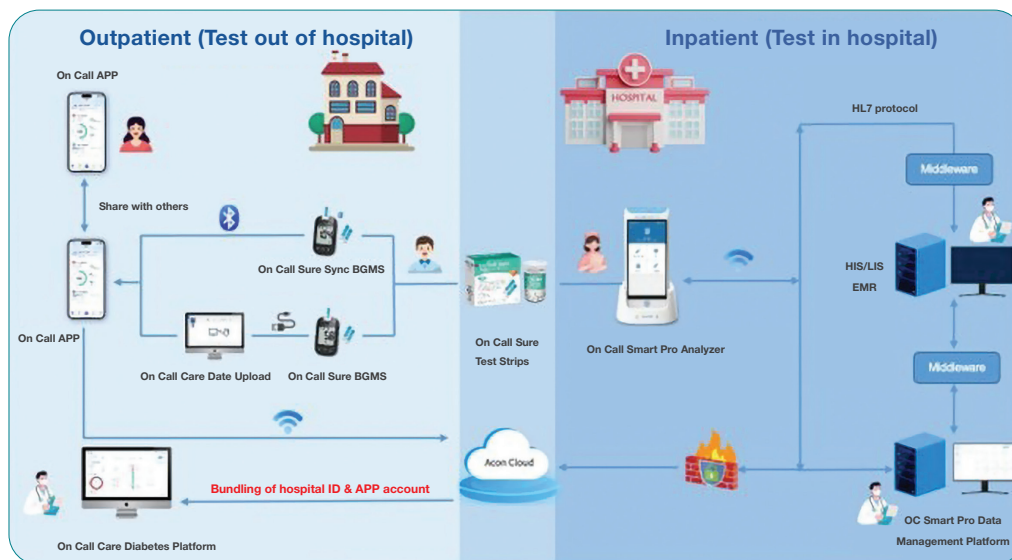 Outpatient (Test out of hospital)
Inpatient (Test in hospital)
On Call APP
HOSPITAL
HL7 protocol
Middleware
Share with others
On Call Sure Sync BGMS
HIS/LIS
EMR
On Call APP
On Call Care Date Upload
On Call Sure BGMS
On Call Sure
Test Strips
On Call Smart Pro Analyzer
Middleware
Acon Cloud
Bundling of hospital ID & APP account
On Call Care Diabetes Platform
OC Smart Pro Data
Management Platform